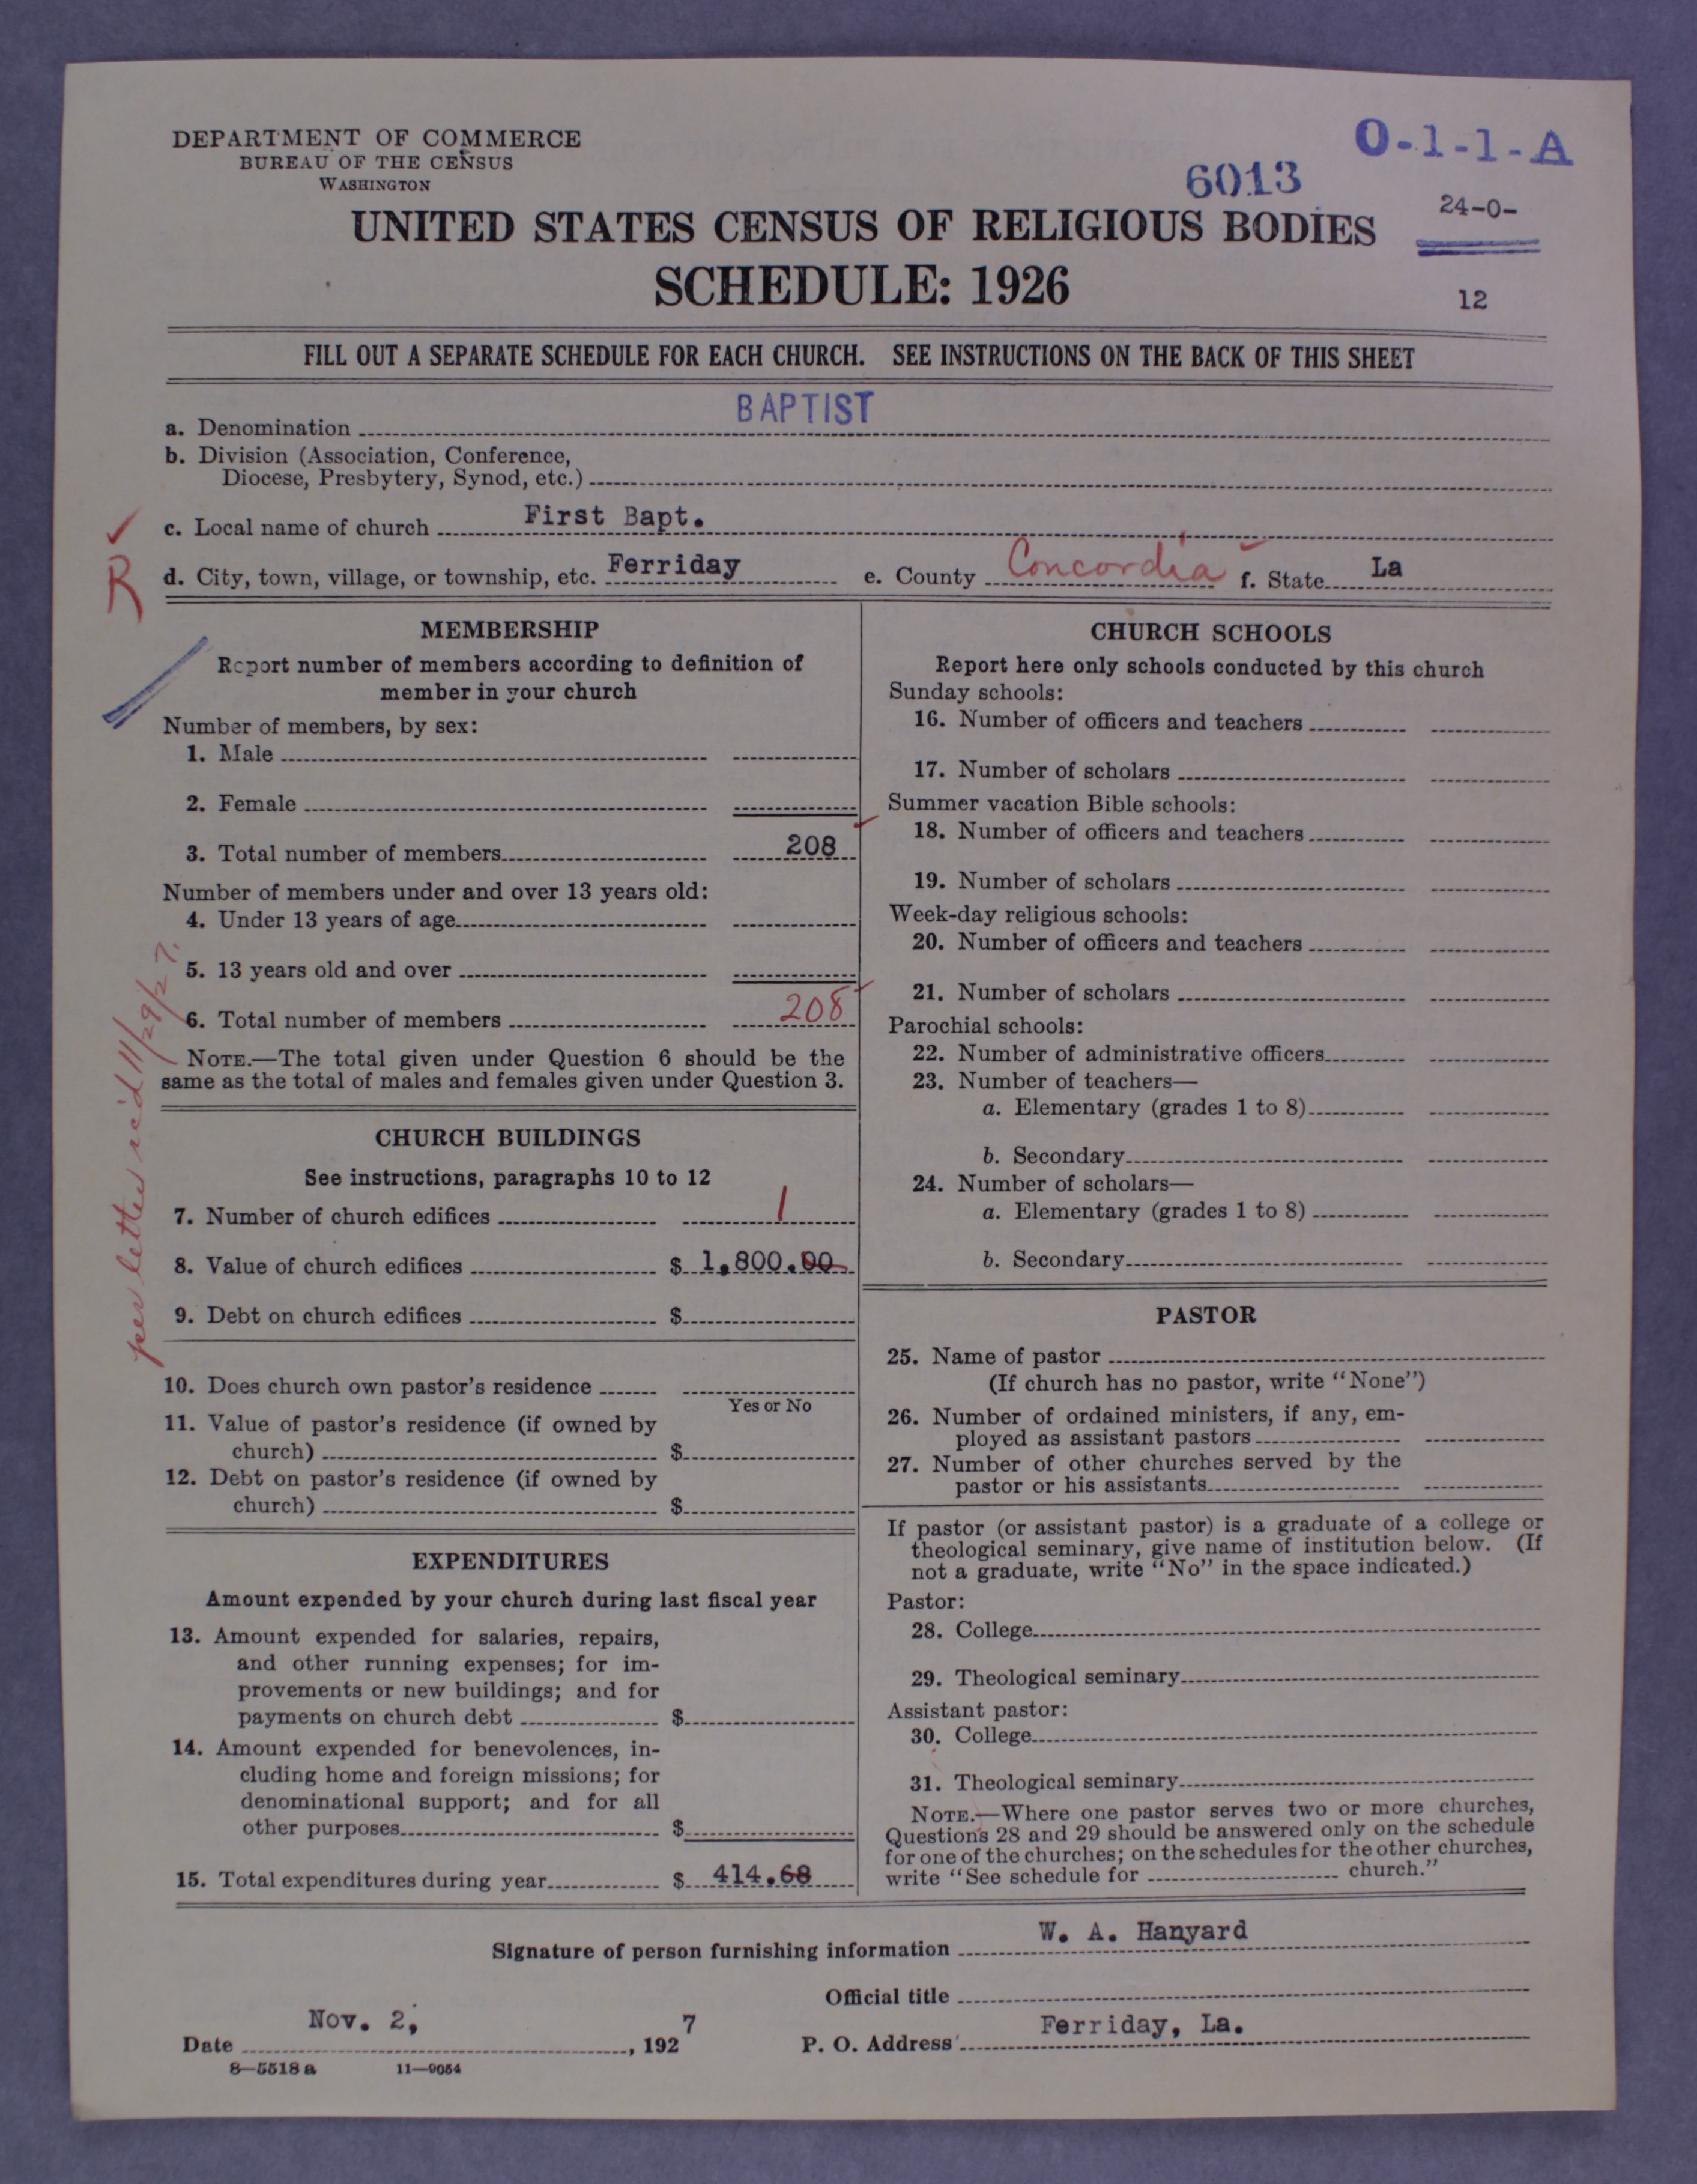 DEPARTMENT OF COMMERCE
BUREAU OF THE CENSUS
WASHINGTON
O-1-1-A
6013
24-0-
UNITED STATES CENSUS OF RELIGIOUS BODIES
SCHEDULE: 1926
12
FILL OUT A SEPARATE SCHEDULE FOR EACH CHURCH. SEE INSTRUCTIONS ON THE BACK OF THIS SHEET
a. Denomination BAPTIST
b. Division (Association, Conference,
Diocese, Presbytery, Synod, etc.)
c. Local name of church First Bapt.
R
d. City, town, village, or township, etc. Ferriday e. County Concordia f. State La
MEMBERSHIP
Report number of members according to definition of
member in your church
Number of members, by sex:
1. Male
2. Female
3. Total number of members 208
Number of members under and over 13 years old:
4. Under 13 years of age
5. 13 years old and over
6. Total number of members 208
NOTE.—The total given under Question 6 should be the
same as the total of males and females given under Question 3.
per letter rec'd 11/29/27.
CHURCH BUILDINGS
See instructions, paragraphs 10 to 12
7. Number of church edifices 1
8. Value of church edifices $ 1,800.00
9. Debt on church edifices $
10. Does church own pastor's residence
Yes or No
11. Value of pastor's residence (if owned by
church) $
12. Debt on pastor's residence (if owned by
church) $
EXPENDITURES
Amount expended by your church during last fiscal year
13. Amount expended for salaries, repairs,
and other running expenses; for im-
provements or new buildings; and for
payments on church debt $
14. Amount expended for benevolences, in-
cluding home and foreign missions; for
denominational support; and for all
other purposes $
15. Total expenditures during year $ 414.68
CHURCH SCHOOLS
Report here only schools conducted by this church
Sunday schools:
16. Number of officers and teachers
17. Number of scholars
Summer vacation Bible schools:
18. Number of officers and teachers
19. Number of scholars
Week-day religious schools:
20. Number of officers and teachers
21. Number of scholars
Parochial schools:
22. Number of administrative officers
23. Number of teachers—
a. Elementary (grades 1 to 8)
b. Secondary
24. Number of scholars—
a. Elementary (grades 1 to 8)
b. Secondary
PASTOR
25. Name of pastor
(If church has no pastor, write "None")
26. Number of ordained ministers, if any, em-
ployed as assistant pastors
27. Number of other churches served by the
pastor or his assistants
If pastor (or assistant pastor) is a graduate of a college or
theological seminary, give name of institution below. (If
not a graduate, write "No" in the space indicated.)
Pastor:
28. College
29. Theological seminary
Assistant pastor:
30. College
31. Theological seminary
NOTE.—Where one pastor serves two or more churches,
Questions 28 and 29 should be answered only on the schedule
for one of the churches; on the schedules for the other churches,
write "See schedule for church."
Signature of person furnishing information W. A. Hanyard
Official title
Date Nov. 2, , 1927
P. O. Address Ferriday, La.
8—5518 a 11—9054